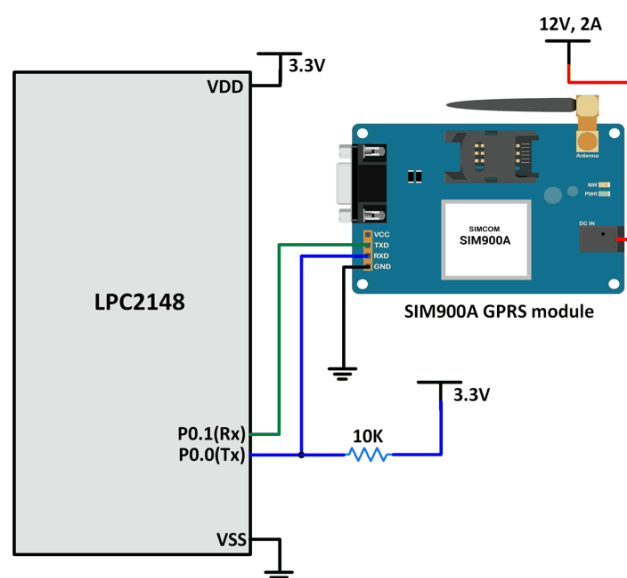 12V, 2A
3.3V
VDD
Antenna
NW
PWR
DC IN
VCC
TXD
RXD
GND
SIMCOM
SIM900A
LPC2148
SIM900A GPRS module
3.3V
P0.1(Rx)
10K
P0.0(Tx)
VSS